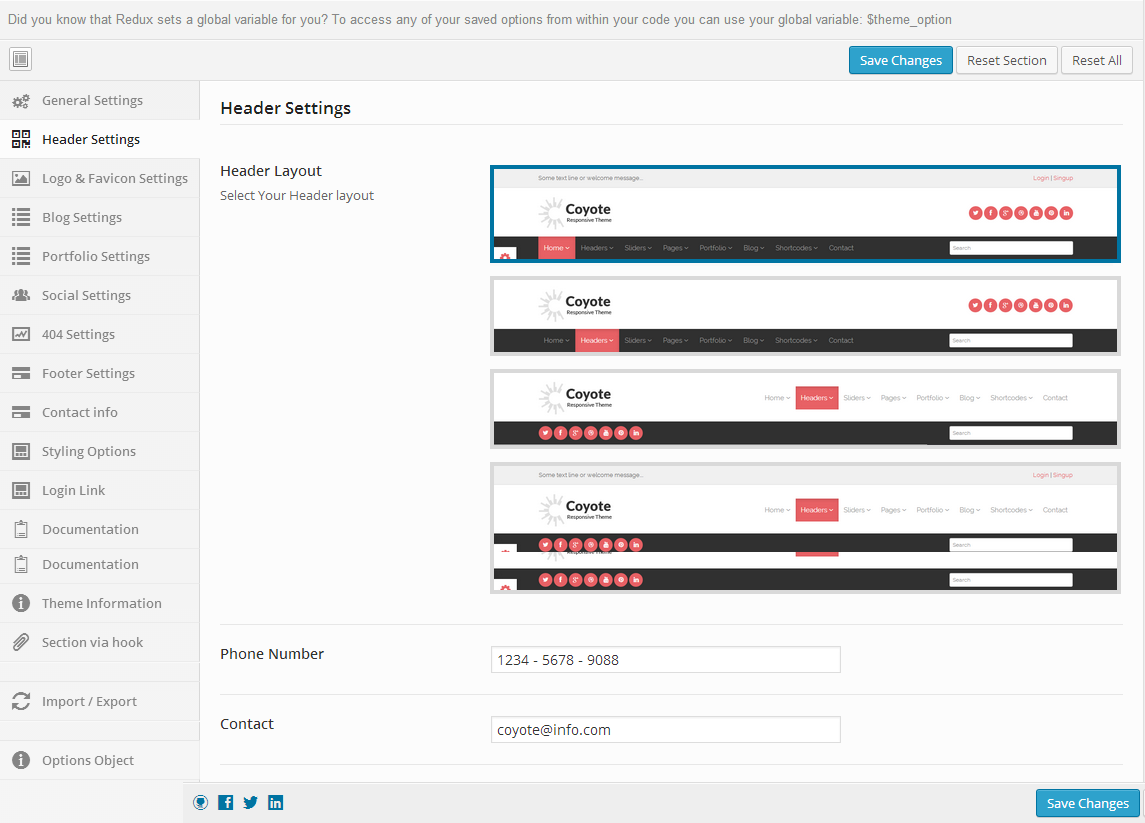 Did you know that Redux sets a global variable for you? To access any of your saved options from within your code you can use your global variable: $theme_option
Save Changes
Reset Section
Reset All
General Settings
Header Settings
Logo & Favicon Settings
Blog Settings
Portfolio Settings
Social Settings
404 Settings
Footer Settings
Contact info
Styling Options
Login Link
Documentation
Documentation
Theme Information
Section via hook
Import / Export
Options Object
Header Settings
Header Layout
Select Your Header layout
Some text line or welcome message...
Login | Singup
Coyote
Responsive Theme
Home Headers Sliders Pages Portfolio Blog Shortcodes Contact
Search
Coyote
Responsive Theme
Home Headers Sliders Pages Portfolio Blog Shortcodes Contact
Search
Coyote
Responsive Theme
Home Headers Sliders Pages Portfolio Blog Shortcodes Contact
Search
Some text line or welcome message...
Login | Singup
Coyote
Responsive Theme
Home Headers Sliders Pages Portfolio Blog Shortcodes Contact
Search
Responsive Theme
Search
Phone Number
1234 - 5678 - 9088
Contact
coyote@info.com
Save Changes